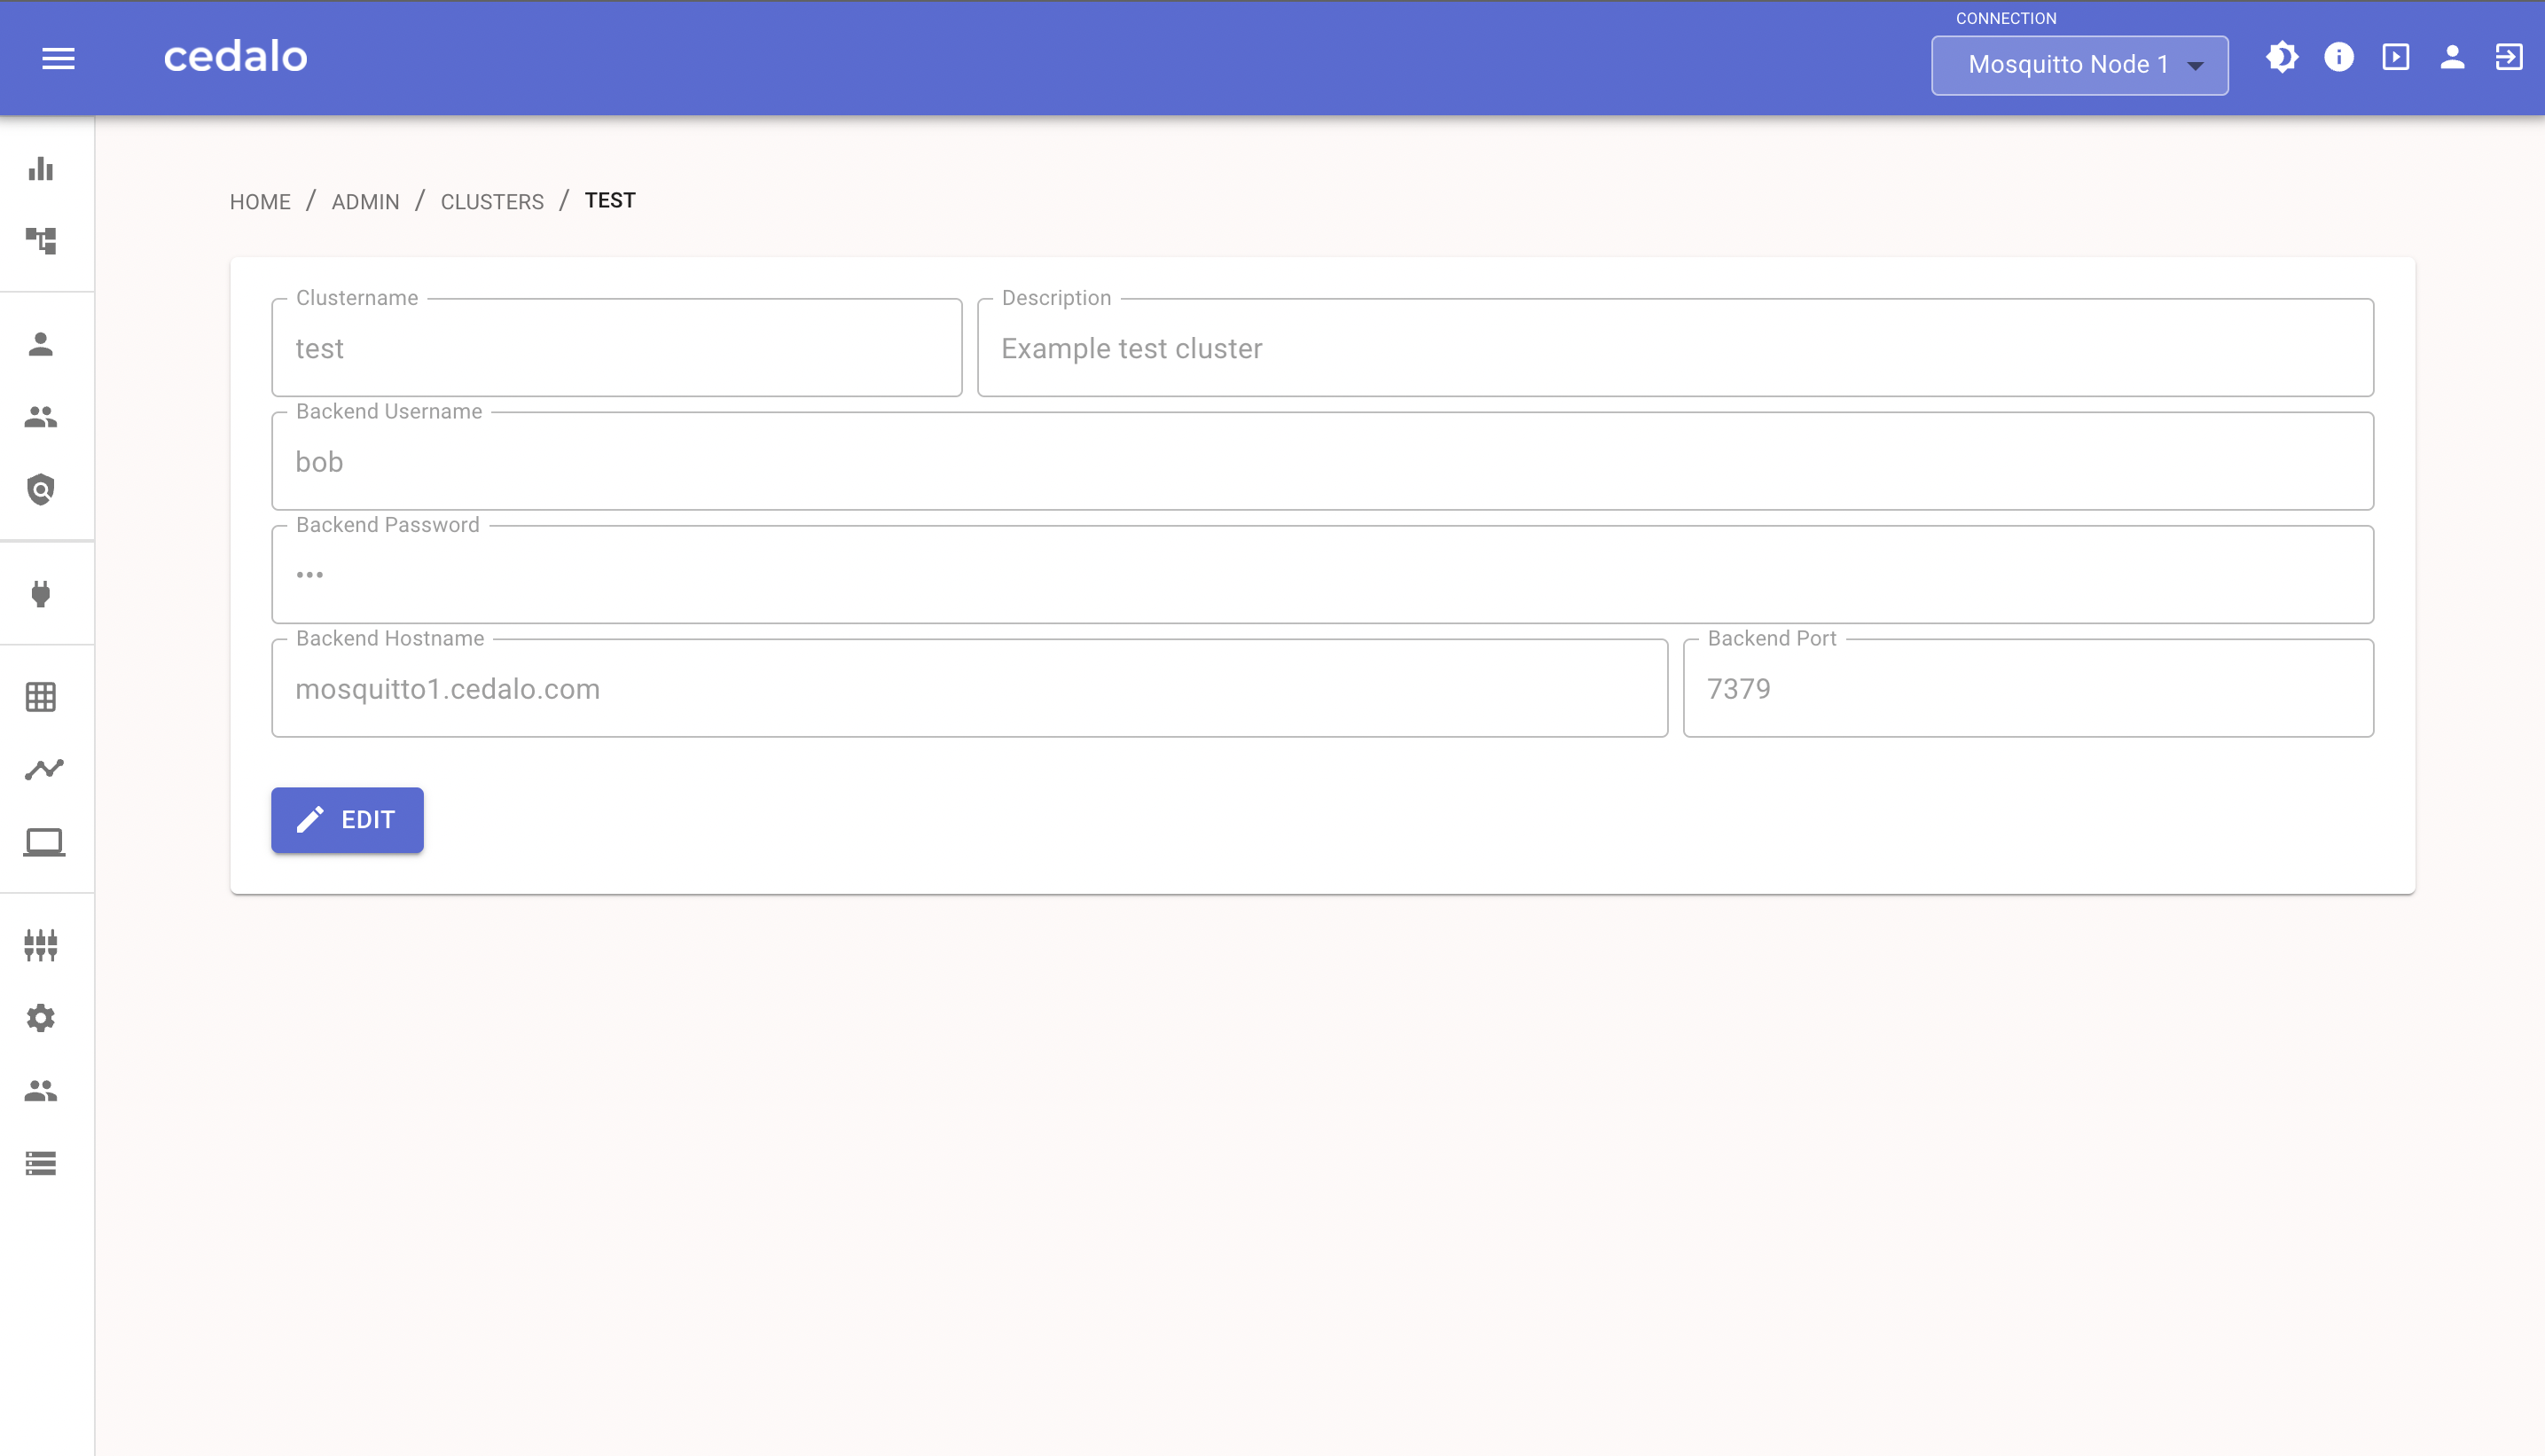 CONNECTION
cedalo
Mosquitto Node 1
HOME / ADMIN / CLUSTERS / TEST
Clustername
Description
test
Example test cluster
Backend Username
bob
Backend Password
•••
Backend Hostname
Backend Port
mosquitto1.cedalo.com
7379
EDIT